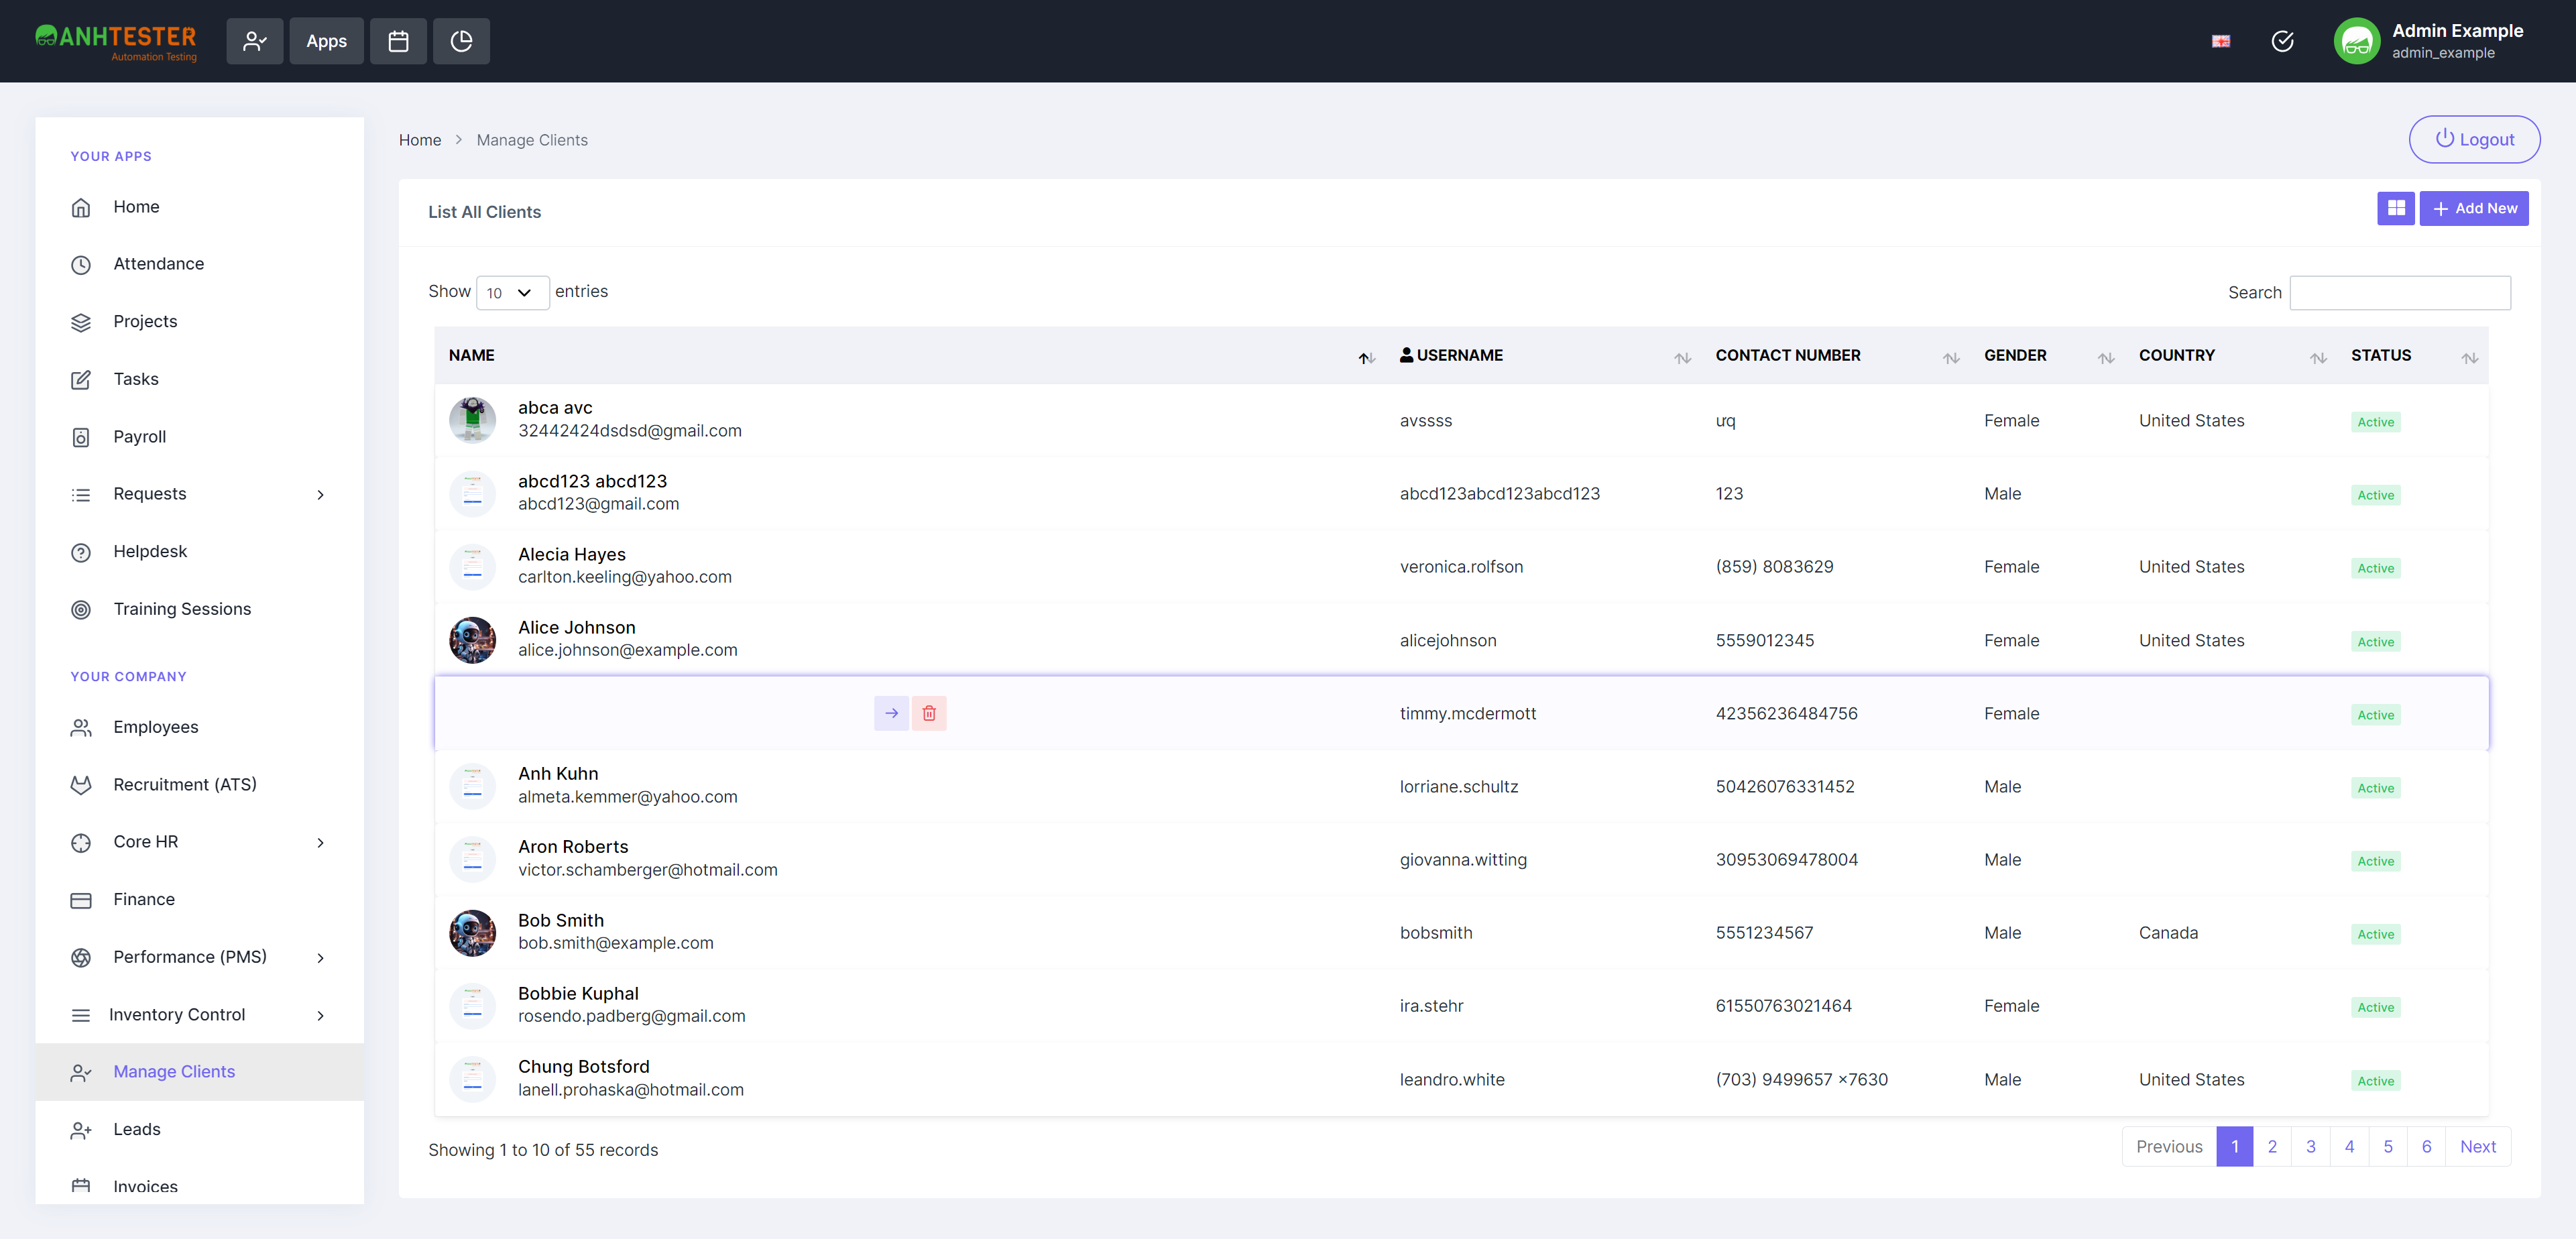 ANHTESTER
Automation Testing
Apps
Admin Example
admin_example
YOUR APPS
Home
Attendance
Projects
Tasks
Payroll
Requests
Helpdesk
Training Sessions
YOUR COMPANY
Employees
Recruitment (ATS)
Core HR
Finance
Performance (PMS)
Inventory Control
Manage Clients
Leads
Invoices
Home > Manage Clients
Logout
List All Clients
Add New
Show 10 entries
Search
NAME USERNAME CONTACT NUMBER GENDER COUNTRY STATUS
abca avc
32442424dsdsd@gmail.com
avssss ưq Female United States Active
abcd123 abcd123
abcd123@gmail.com
abcd123abcd123abcd123 123 Male Active
Alecia Hayes
carlton.keeling@yahoo.com
veronica.rolfson (859) 8083629 Female United States Active
Alice Johnson
alice.johnson@example.com
alicejohnson 5559012345 Female United States Active
timmy.mcdermott 42356236484756 Female Active
Anh Kuhn
almeta.kemmer@yahoo.com
lorriane.schultz 50426076331452 Male Active
Aron Roberts
victor.schamberger@hotmail.com
giovanna.witting 30953069478004 Male Active
Bob Smith
bob.smith@example.com
bobsmith 5551234567 Male Canada Active
Bobbie Kuphal
rosendo.padberg@gmail.com
ira.stehr 61550763021464 Female Active
Chung Botsford
lanell.prohaska@hotmail.com
leandro.white (703) 9499657 ×7630 Male United States Active
Showing 1 to 10 of 55 records
Previous 1 2 3 4 5 6 Next